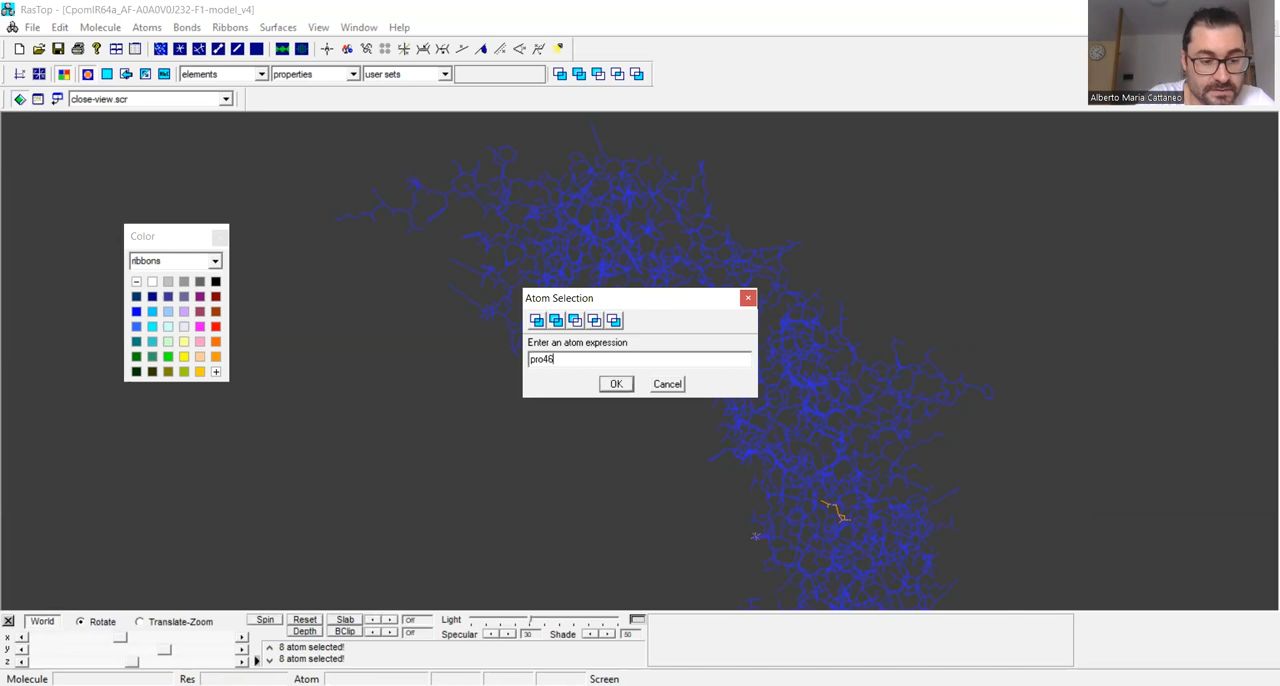 RasTop - [CpomIR64a_AF-A0A0V0J232-F1-model_v4]
File Edit Molecule Atoms Bonds Ribbons Surfaces View Window Help
elements properties user sets
close-view.scr
Alberto Maria Cattaneo
Color
ribbons
Atom Selection
Enter an atom expression
pro46
OK Cancel
World Rotate Translate-Zoom Spin Reset Slab Off Light
Depth BClip Off Specular 30 Shade 60
x
y 8 atom selected!
z 8 atom selected!
Molecule Res Atom Screen